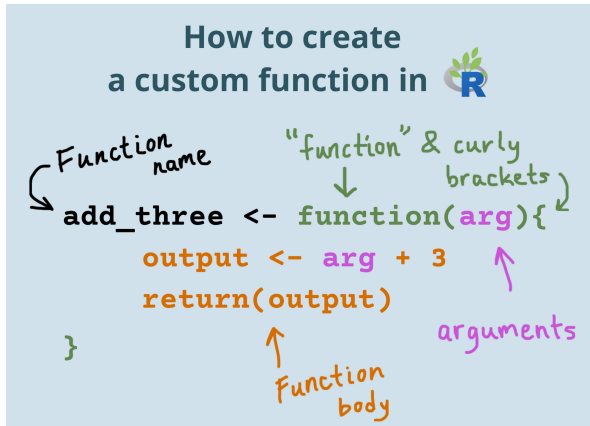 How to create
a custom function in R
Function
name
"function" & curly
brackets
add_three <- function(arg){
output <- arg + 3
return(output)
}
arguments
Function
body